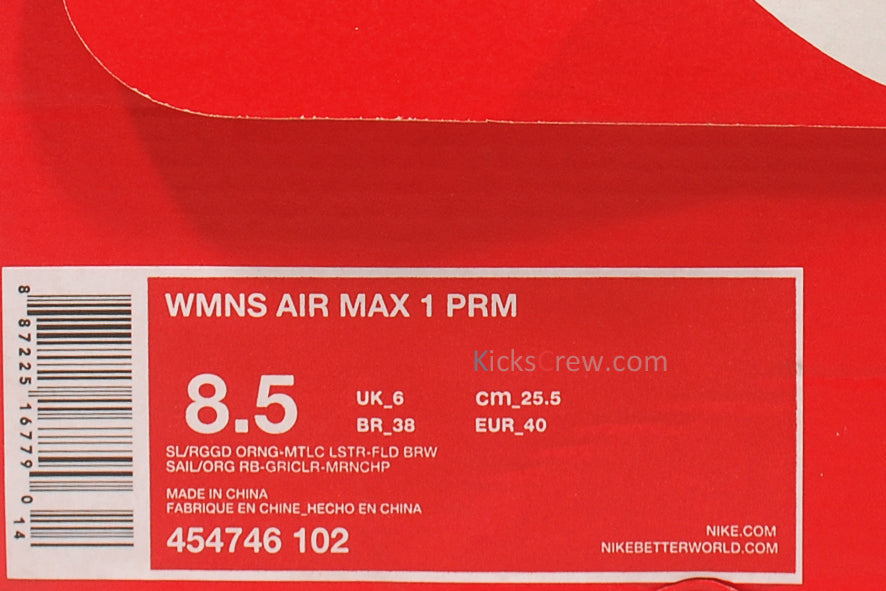 WMNS AIR MAX 1 PRM
KicksCrew.com
8.5
UK_6 cm_25.5
BR_38 EUR_40
SL/RGGD ORNG-MTLC LSTR-FLD BRW
SAIL/ORG RB-GRICLR-MRNCHP
MADE IN CHINA
FABRIQUE EN CHINE_HECHO EN CHINA
454746 102
NIKE.COM
NIKEBETTERWORLD.COM
8 87225 16779 0 14